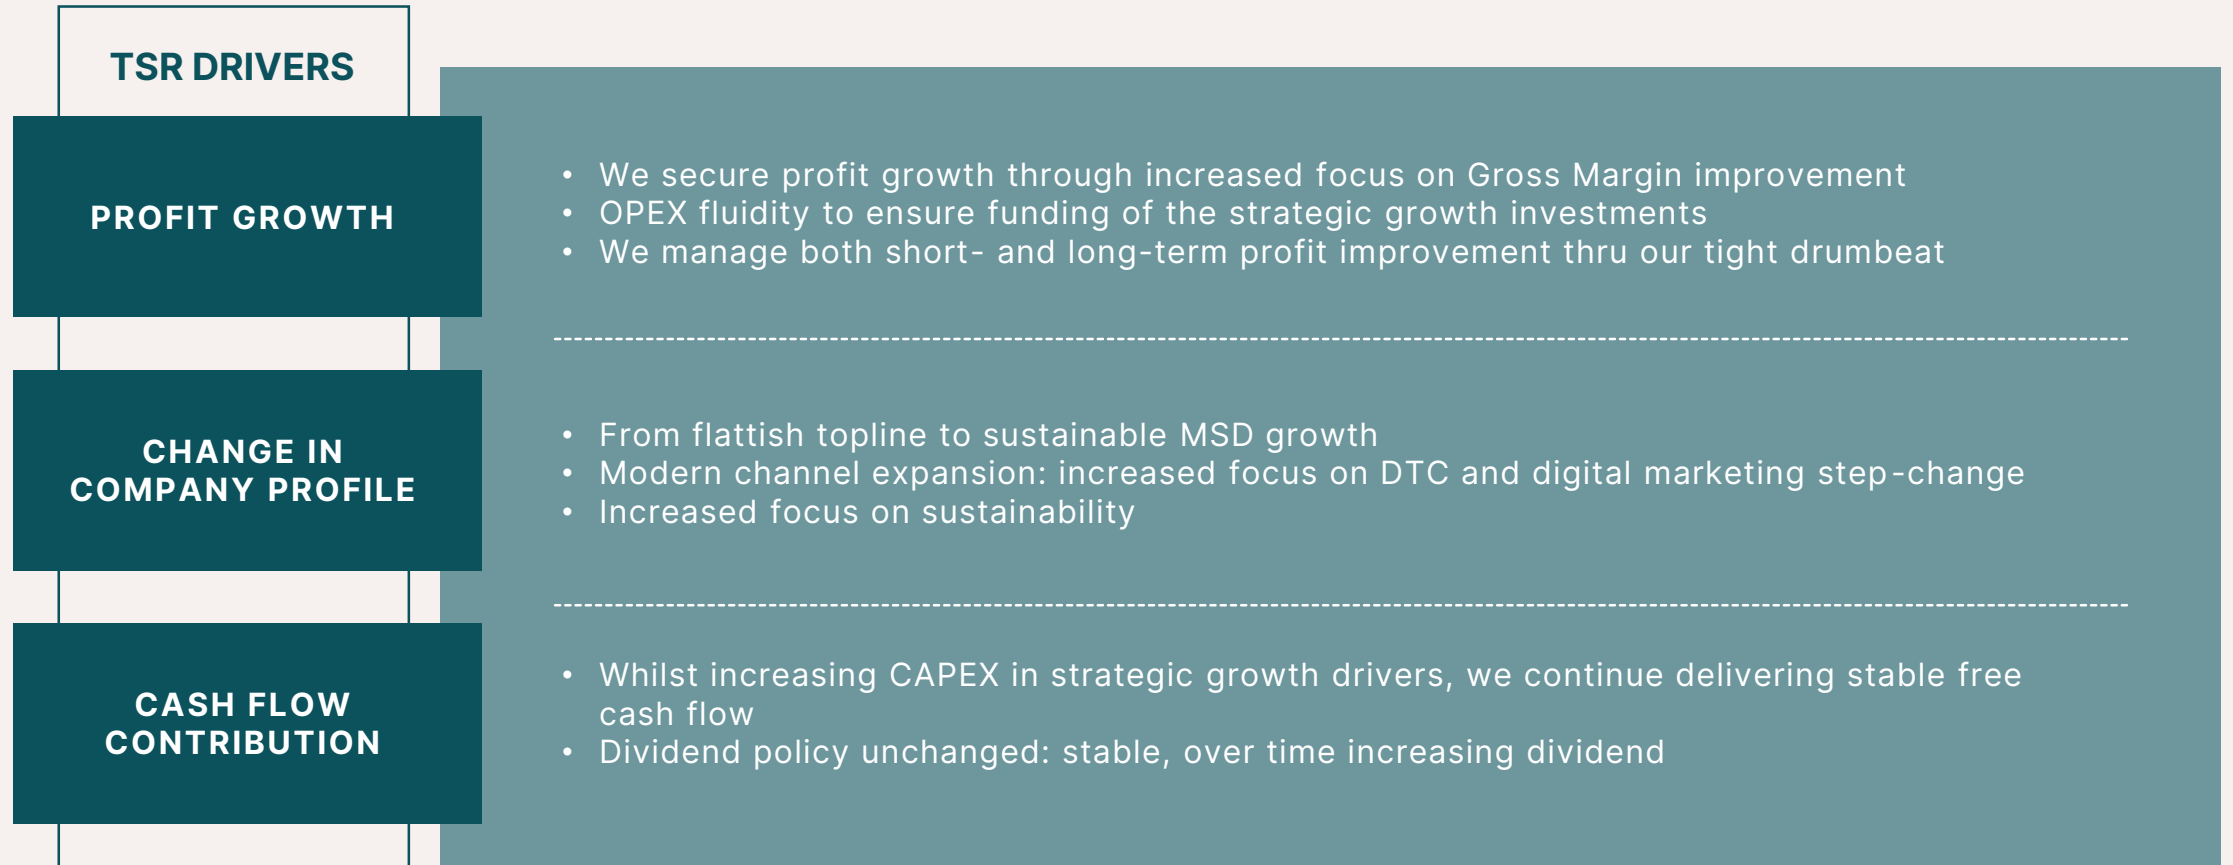 TSR DRIVERS
PROFIT GROWTH
• We secure profit growth through increased focus on Gross Margin improvement
• OPEX fluidity to ensure funding of the strategic growth investments
• We manage both short- and long-term profit improvement thru our tight drumbeat
CHANGE IN
COMPANY PROFILE
• From flattish topline to sustainable MSD growth
• Modern channel expansion: increased focus on DTC and digital marketing step-change
• Increased focus on sustainability
CASH FLOW
CONTRIBUTION
• Whilst increasing CAPEX in strategic growth drivers, we continue delivering stable free
cash flow
• Dividend policy unchanged: stable, over time increasing dividend